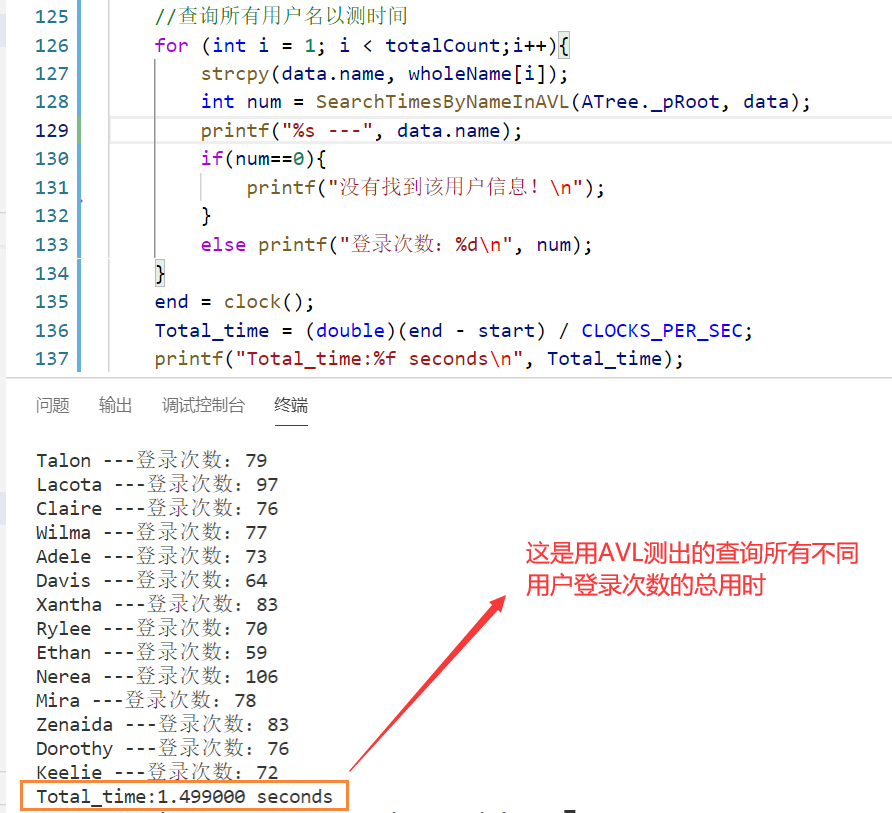 125 //查询所有用户名以测时间
126 for (int i = 1; i < totalCount;i++){
127 strcpy(data.name, wholeName[i]);
128 int num = SearchTimesByNameInAVL(ATree._pRoot, data);
129 printf("%s ---", data.name);
130 if(num==0){
131 printf("没有找到该用户信息！\n");
132 }
133 else printf("登录次数：%d\n", num);
134 }
135 end = clock();
136 Total_time = (double)(end - start) / CLOCKS_PER_SEC;
137 printf("Total_time:%f seconds\n", Total_time);
问题 输出 调试控制台 终端
Talon ---登录次数：79
Lacota ---登录次数：97
Claire ---登录次数：76
Wilma ---登录次数：77
Adele ---登录次数：73
Davis ---登录次数：64
Xantha ---登录次数：83
Rylee ---登录次数：70
Ethan ---登录次数：59
Nerea ---登录次数：106
Mira ---登录次数：78
Zenaida ---登录次数：83
Dorothy ---登录次数：76
Keelie ---登录次数：72
Total_time:1.499000 seconds
这是用AVL测出的查询所有不同
用户登录次数的总用时